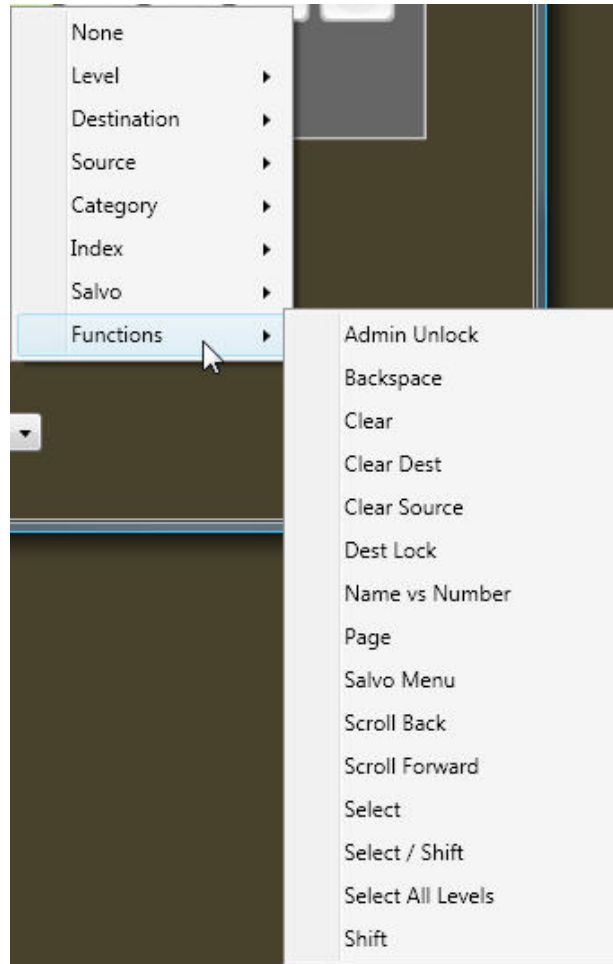 None
Level
Destination
Source
Category
Index
Salvo
Functions
Admin Unlock
Backspace
Clear
Clear Dest
Clear Source
Dest Lock
Name vs Number
Page
Salvo Menu
Scroll Back
Scroll Forward
Select
Select / Shift
Select All Levels
Shift